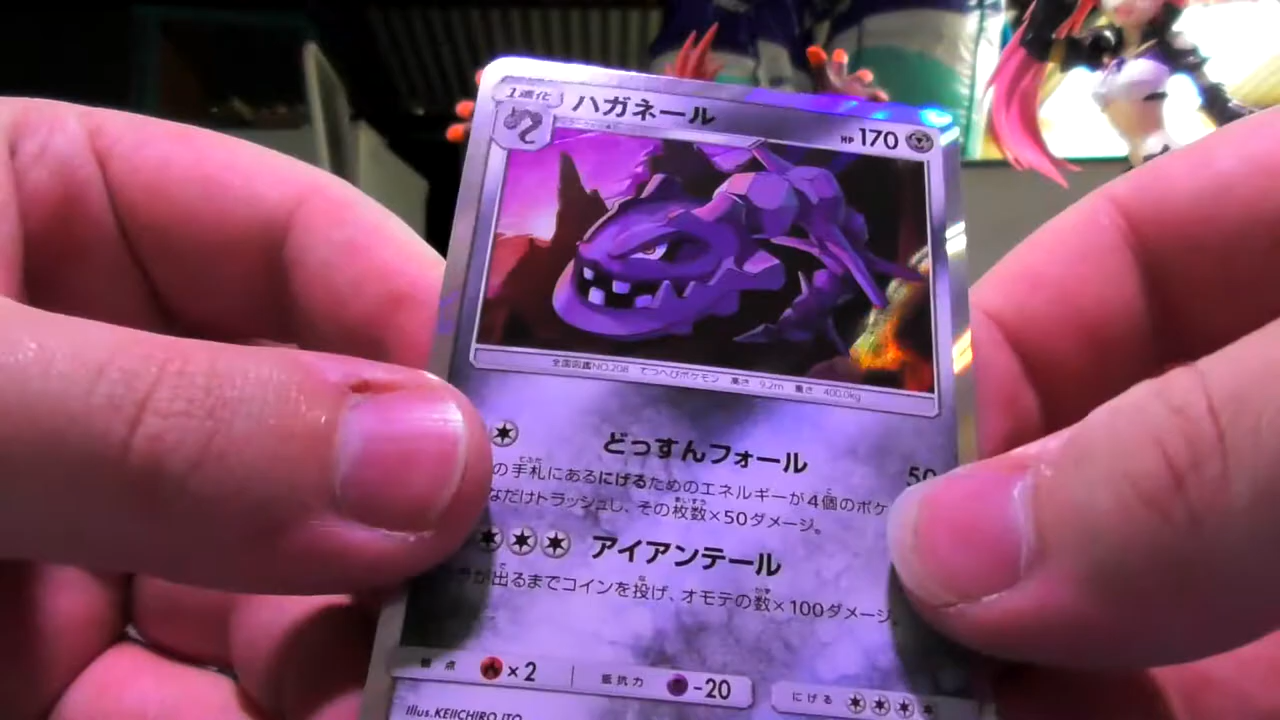 1進化 ハガネール HP 170
全国図鑑NO.208 てつへびポケモン 高さ 9.2m 重さ 400.0kg
どっすんフォール 50
の手札にあるにげるためのエネルギーが4個のポケ
なだけトラッシュし、その枚数×50ダメージ。
アイアンテール
が出るまでコインを投げ、オモテの数×100ダメージ。
弱点 ×2 抵抗力 -20 にげる
Illus.KEIICHIRO ITO